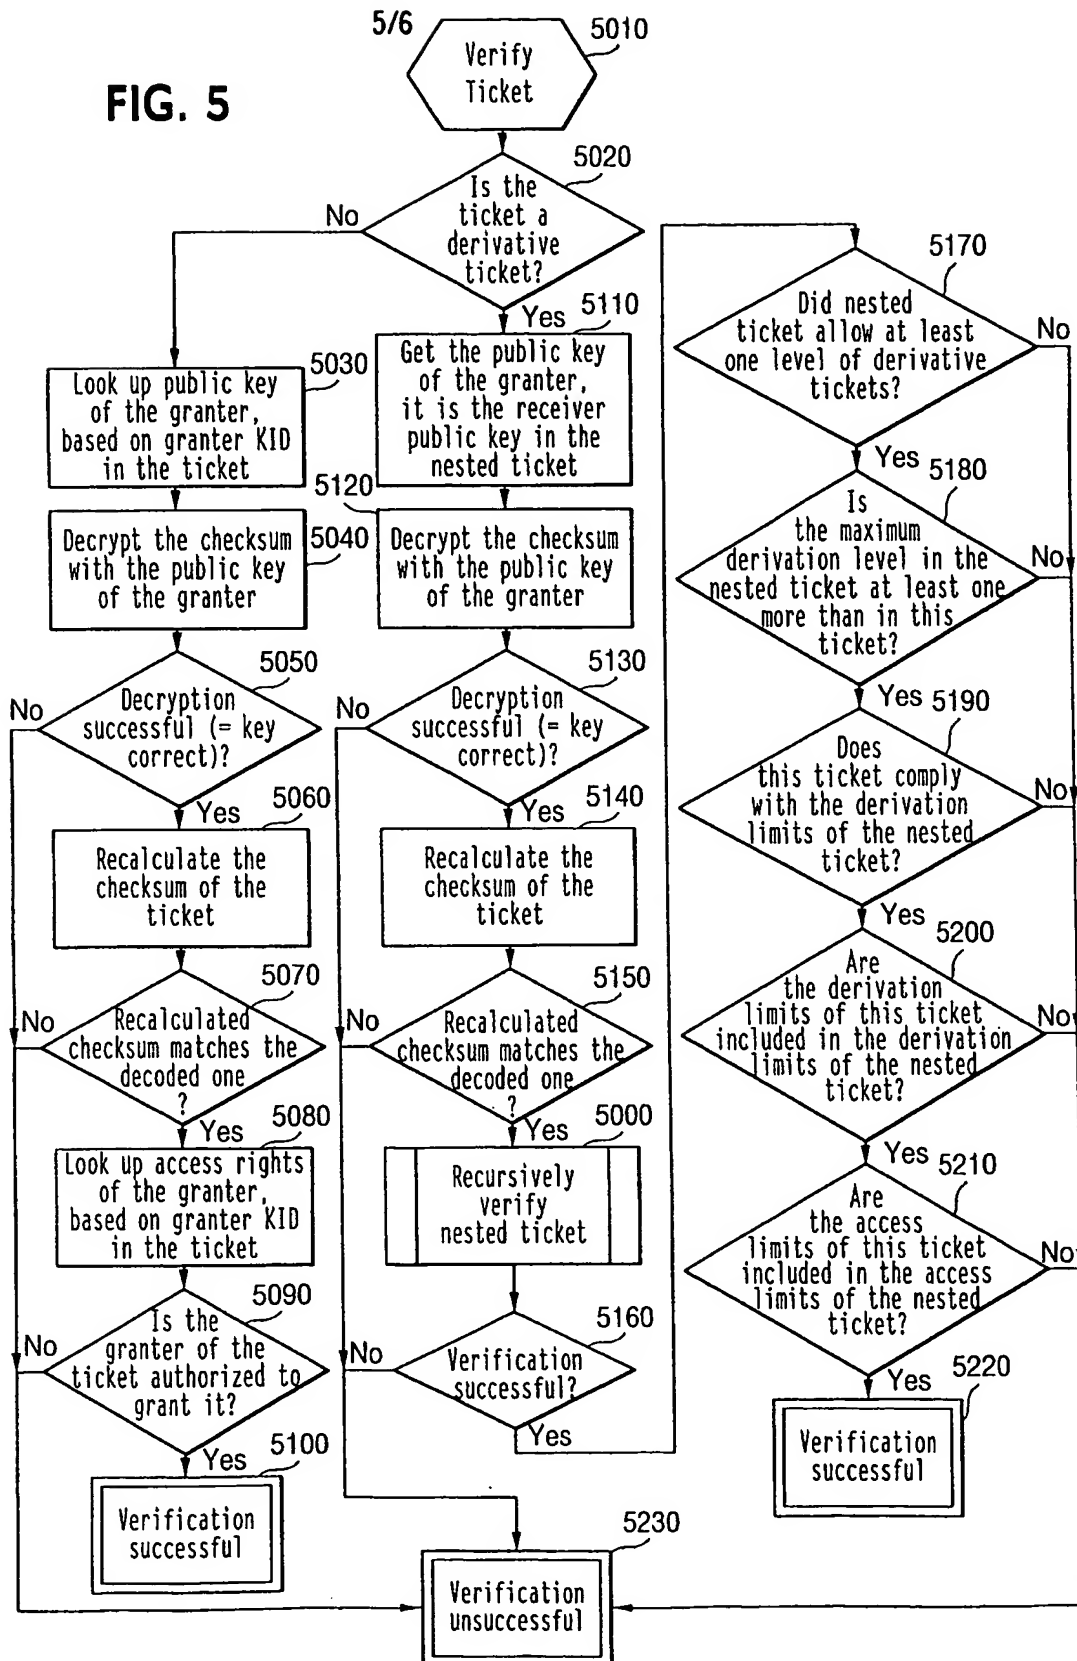 5/6
FIG. 5
5010
Verify
Ticket
5020
Is the
ticket a
derivative
ticket?
No
Yes
5030
Look up public key
of the granter,
based on granter KID
in the ticket
5040
Decrypt the checksum
with the public key
of the granter
5050
Decryption
successful (= key
correct)?
No
Yes
5060
Recalculate the
checksum of the
ticket
5070
Recalculated
checksum matches the
decoded one
?
No
Yes
5080
Look up access rights
of the granter,
based on granter KID
in the ticket
5090
Is the
granter of the
ticket authorized to
grant it?
No
Yes
5100
Verification
successful
5110
Get the public key
of the granter,
it is the receiver
public key in the
nested ticket
5120
Decrypt the checksum
with the public key
of the granter
5130
Decryption
successful (= key
correct)?
No
Yes
5140
Recalculate the
checksum of the
ticket
5150
Recalculated
checksum matches the
decoded one
?
No
Yes
5000
Recursively
verify
nested ticket
5160
Verification
successful?
No
Yes
5170
Did nested
ticket allow at least
one level of derivative
tickets?
No
Yes
5180
Is
the maximum
derivation level in the
nested ticket at least one
more than in this
ticket?
No
Yes
5190
Does
this ticket comply
with the derivation
limits of the nested
ticket?
No
Yes
5200
Are
the derivation
limits of this ticket
included in the derivation
limits of the nested
ticket?
No
Yes
5210
Are
the access
limits of this ticket
included in the access
limits of the nested
ticket?
No
Yes
5220
Verification
successful
5230
Verification
unsuccessful